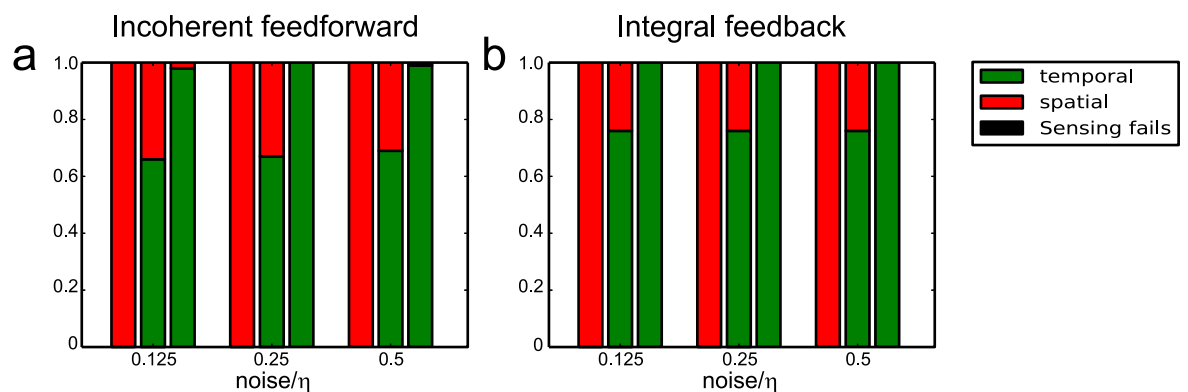 Incoherent feedforward
Integral feedback
a
1.0
0.8
0.6
0.4
0.2
0
0.125
0.25
0.5
noise/η
b
1.0
0.8
0.6
0.4
0.2
0
0.125
0.25
0.5
noise/η
temporal
spatial
Sensing fails